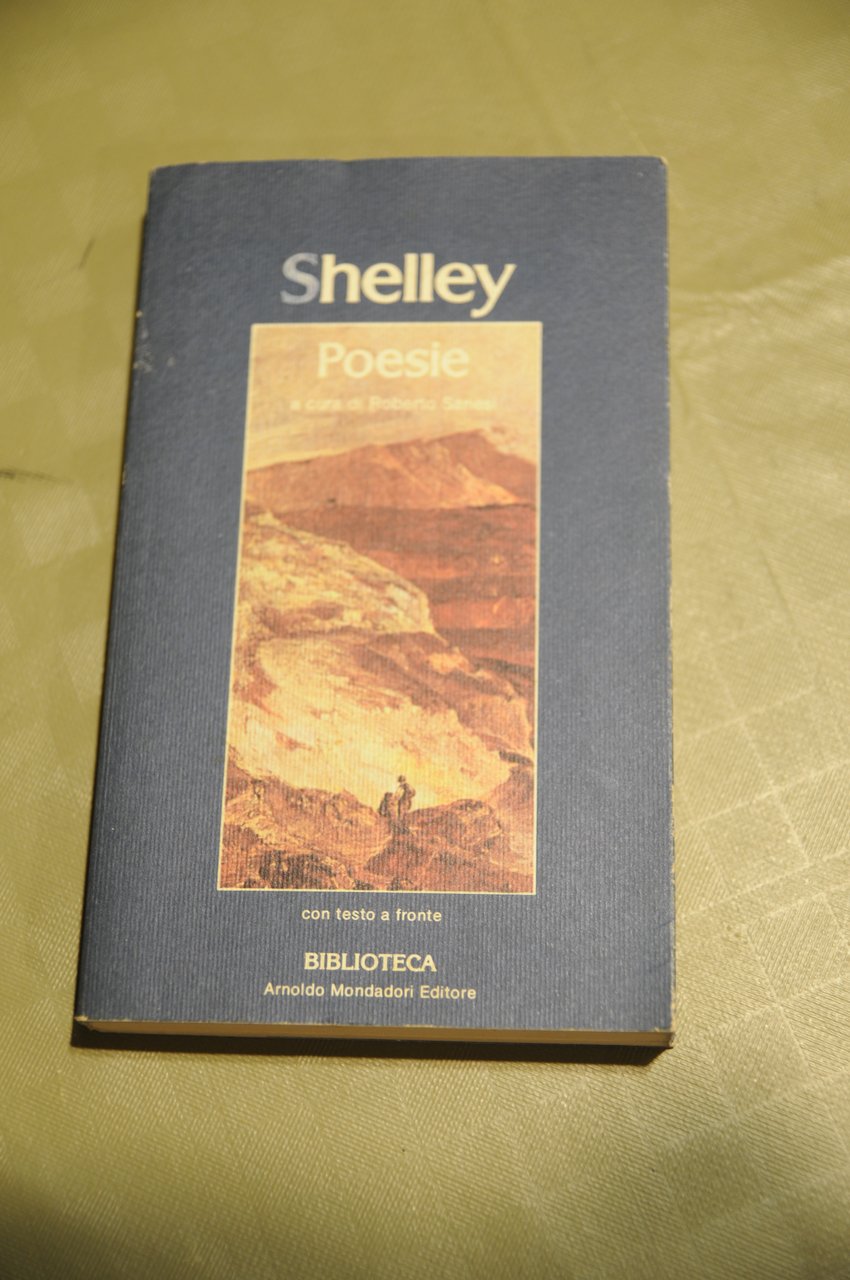 Shelley
Poesie
a cura di Roberto Sanesi
con testo a fronte
BIBLIOTECA
Arnoldo Mondadori Editore